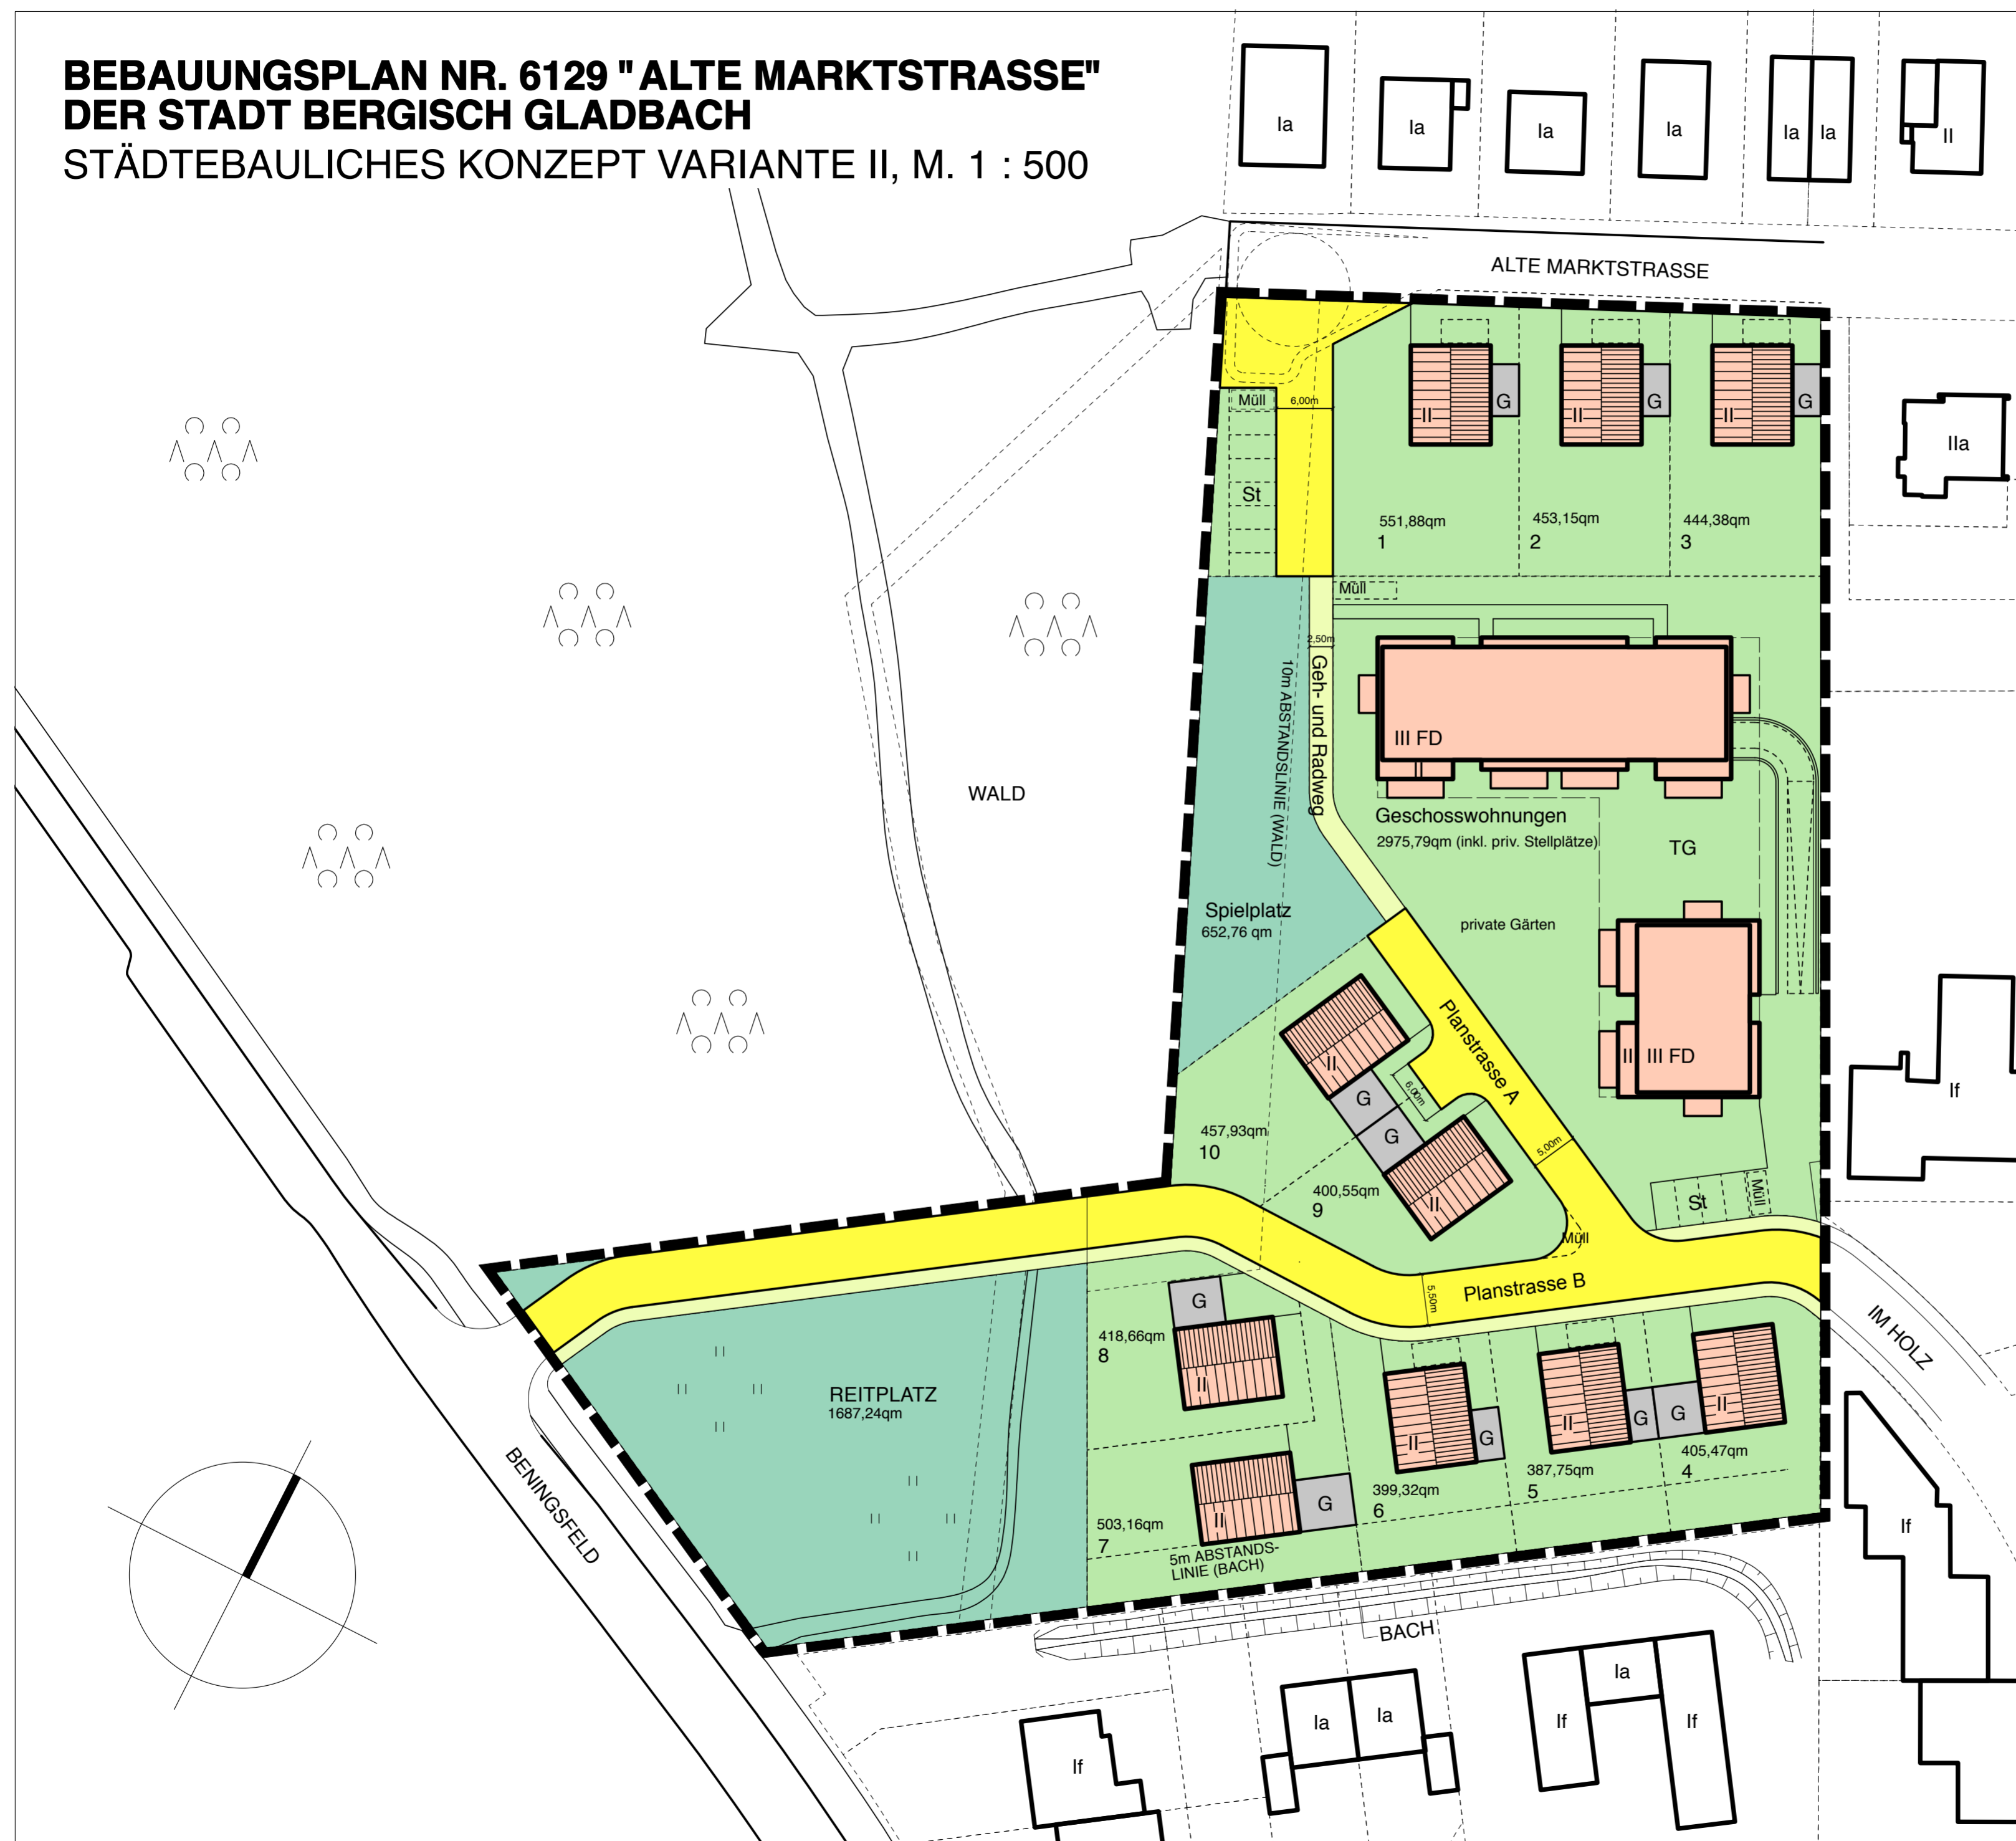 BEBAUUNGSPLAN NR. 6129 "ALTE MARKTSTRASSE"
DER STADT BERGISCH GLADBACH
STÄDTEBAULICHES KONZEPT VARIANTE II, M. 1 : 500
Ia
Ia
Ia
Ia
Ia
Ia
II
ALTE MARKTSTRASSE
Müll
6,00m
II
G
II
G
II
G
IIa
St
551,88qm
1
453,15qm
2
444,38qm
3
Müll
2,50m
Geh- und Radweg
10m ABSTANDSLINIE (WALD)
WALD
III FD
II
Geschosswohnungen
2975,79qm (inkl. priv. Stellplätze)
TG
Spielplatz
652,76 qm
private Gärten
Planstrasse A
II
III FD
If
II
G
G
6,00m
457,93qm
10
5,00m
400,55qm
9
II
St
Müll
Müll
Planstrasse B
5,50m
IM HOLZ
G
418,66qm
8
II
REITPLATZ
1687,24qm
II
G
II
G
G
II
405,47qm
4
387,75qm
5
399,32qm
6
503,16qm
7
II
G
5m ABSTANDS-
LINIE (BACH)
BENINGSFELD
If
BACH
If
Ia
Ia
If
Ia
If